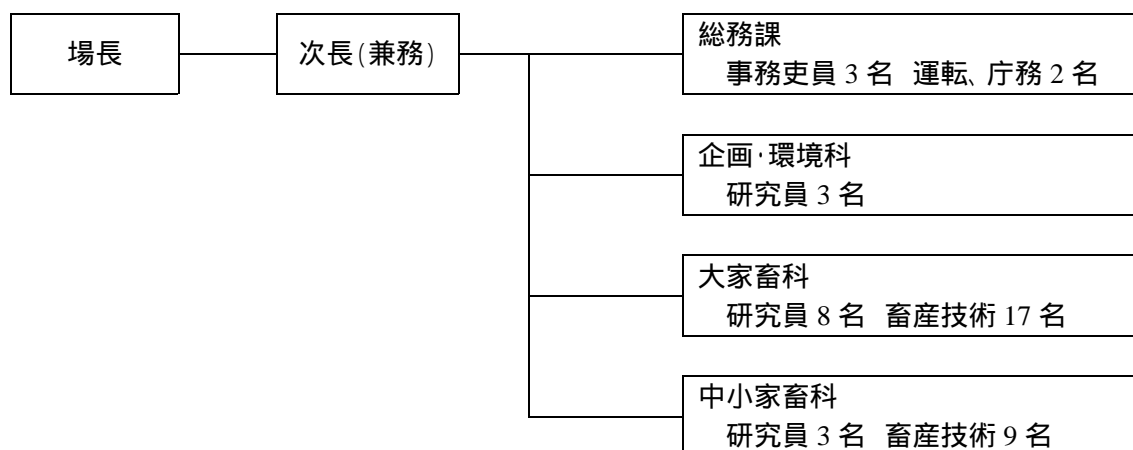 場長
次長(兼務)
総務課
事務吏員 3 名 運転、庁務 2 名
企画・環境科
研究員 3 名
大家畜科
研究員 8 名 畜産技術 17 名
中小家畜科
研究員 3 名 畜産技術 9 名